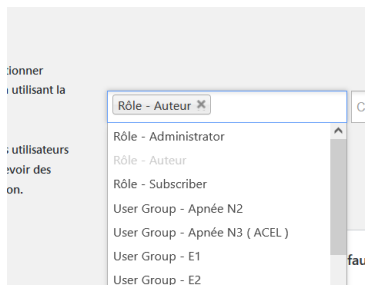 tionner
utilisant la
Rôle - Auteur ×
Rôle - Administrator
Rôle - Auteur
s utilisateurs
Rôle - Subscriber
evoir des
on.
User Group - Apnée N2
User Group - Apnée N3 ( ACEL )
User Group - E1
User Group - E2
fau